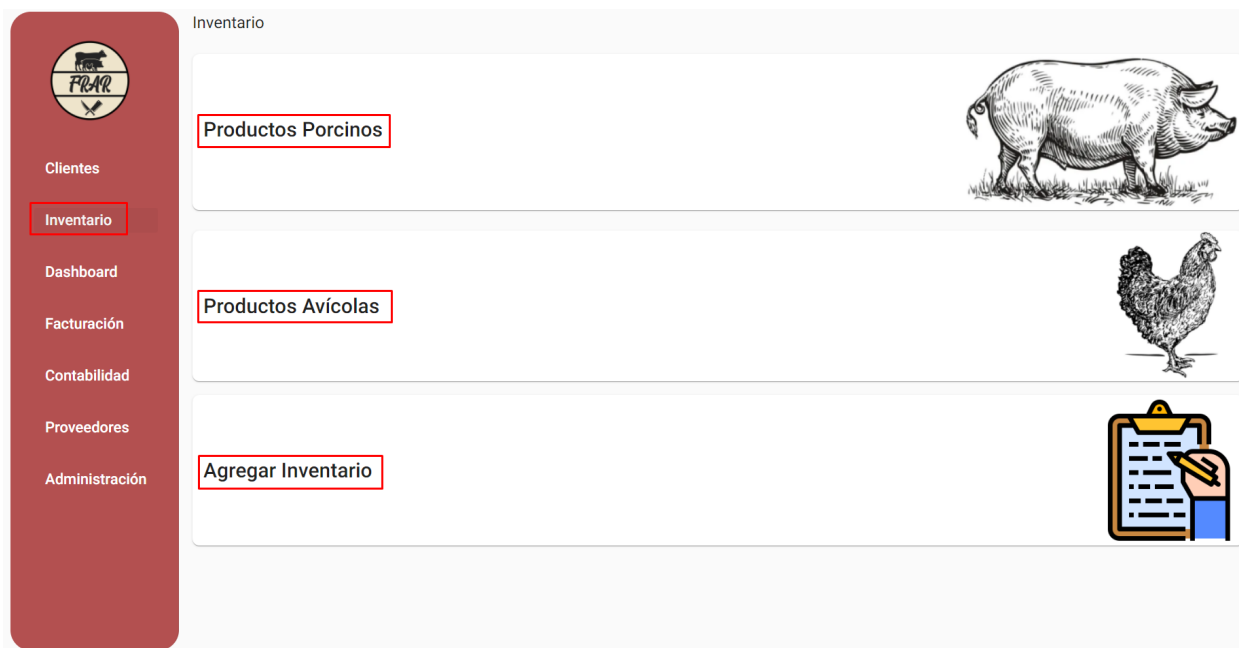 Inventario
FRAR
Clientes
Inventario
Dashboard
Facturación
Contabilidad
Proveedores
Administración
Productos Porcinos
Productos Avícolas
Agregar Inventario